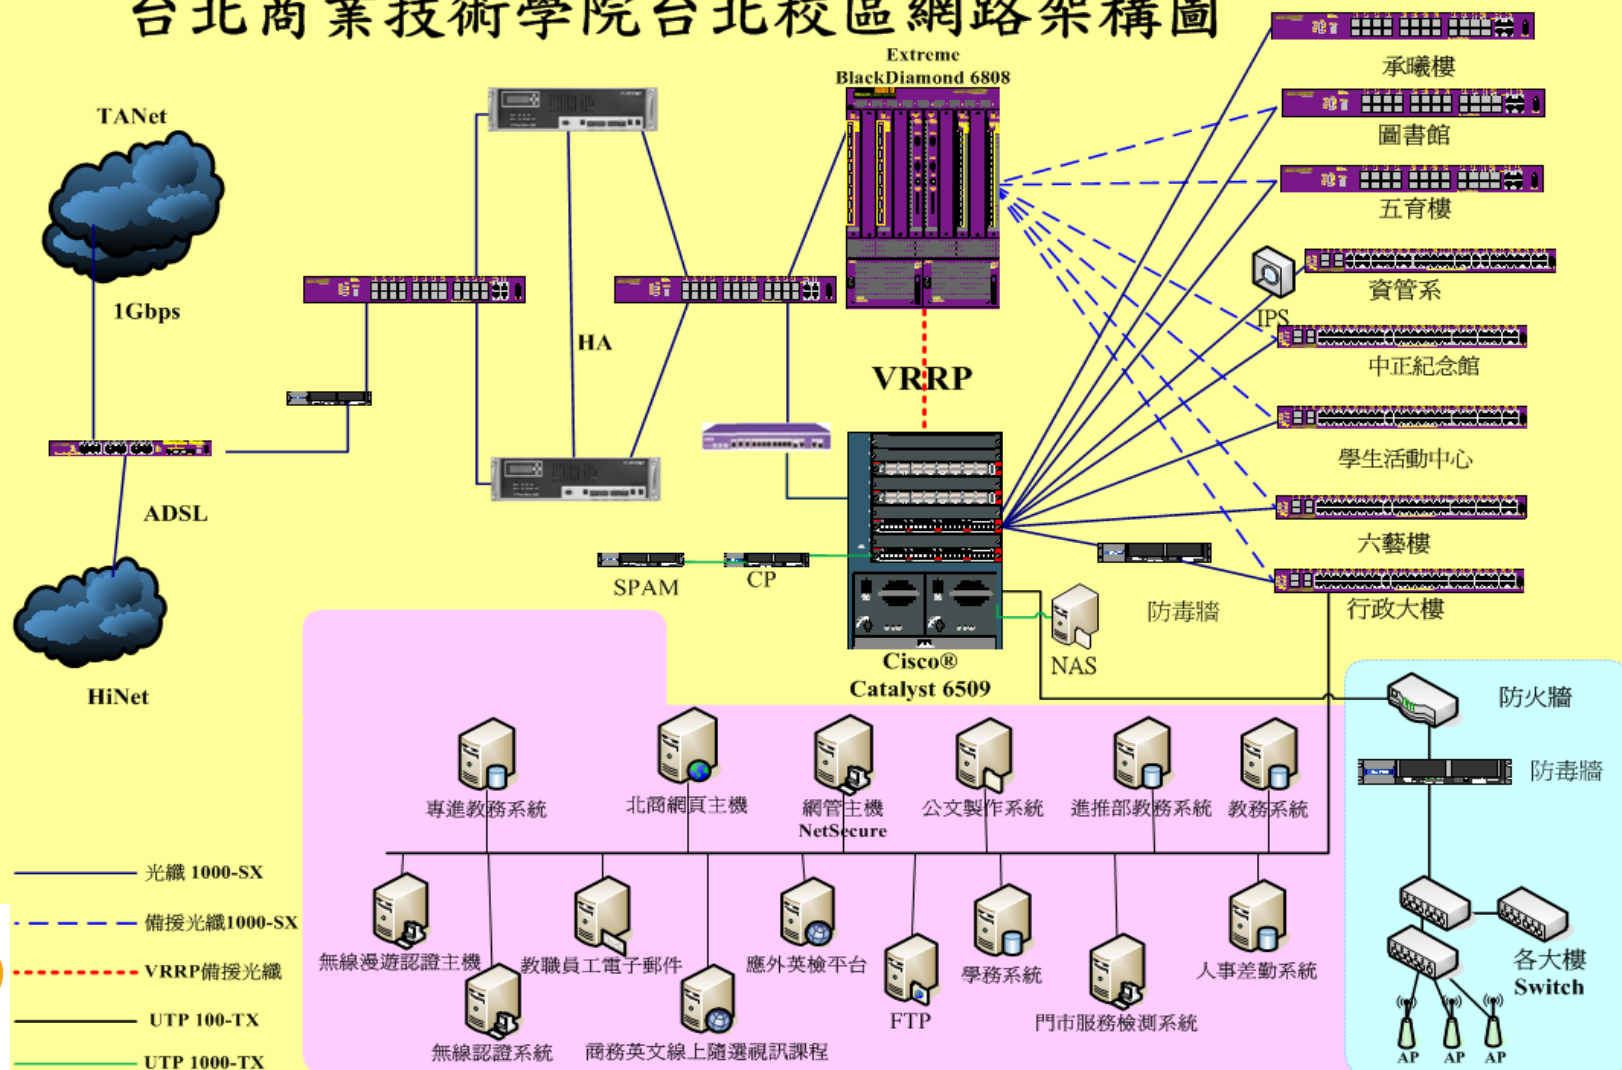 台北商業技術學院台北校區網路架構圖
Extreme
BlackDiamond 6808
TANet
1Gbps
ADSL
HiNet
HA
VRRP
SPAM
CP
Cisco®
Catalyst 6509
NAS
承曦樓
圖書館
五育樓
資管系
IPS
中正紀念館
學生活動中心
六藝樓
行政大樓
防毒牆
防火牆
防毒牆
各大樓
Switch
AP
AP
AP
專進教務系統
北商網頁主機
網管主機
NetSecure
公文製作系統
進推部教務系統
教務系統
無線漫遊認證主機
教職員工電子郵件
應外英檢平台
學務系統
人事差勤系統
無線認證系統
商務英文線上隨選視訊課程
FTP
門市服務檢測系統
光纖 1000-SX
備援光纖1000-SX
VRRP備援光纖
UTP 100-TX
UTP 1000-TX